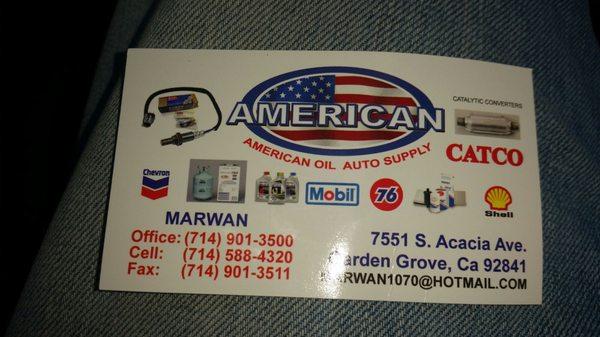 AMERICAN
AMERICAN OIL AUTO SUPPLY
CATALYTIC CONVERTERS
CATCO
Chevron
Mobil
76
Shell
MARWAN
Office: (714) 901-3500
Cell: (714) 588-4320
Fax: (714) 901-3511
7551 S. Acacia Ave.
Garden Grove, Ca 92841
MARWAN1070@HOTMAIL.COM